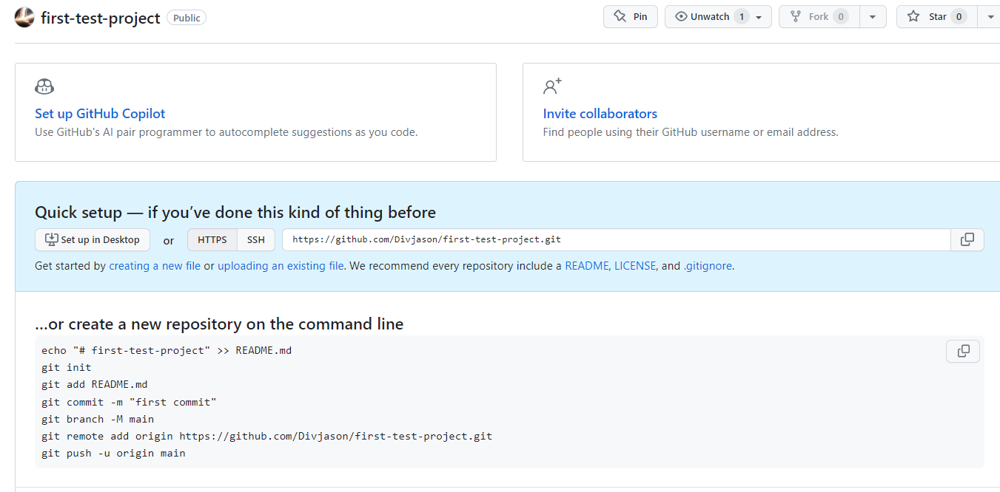 first-test-project Public Pin Unwatch 1 Fork 0 Star 0
Set up GitHub Copilot
Use GitHub's AI pair programmer to autocomplete suggestions as you code.
Invite collaborators
Find people using their GitHub username or email address.
Quick setup — if you’ve done this kind of thing before
Set up in Desktop or HTTPS SSH https://github.com/Divjason/first-test-project.git
Get started by creating a new file or uploading an existing file. We recommend every repository include a README, LICENSE, and .gitignore.
…or create a new repository on the command line
echo "# first-test-project" >> README.md
git init
git add README.md
git commit -m "first commit"
git branch -M main
git remote add origin https://github.com/Divjason/first-test-project.git
git push -u origin main